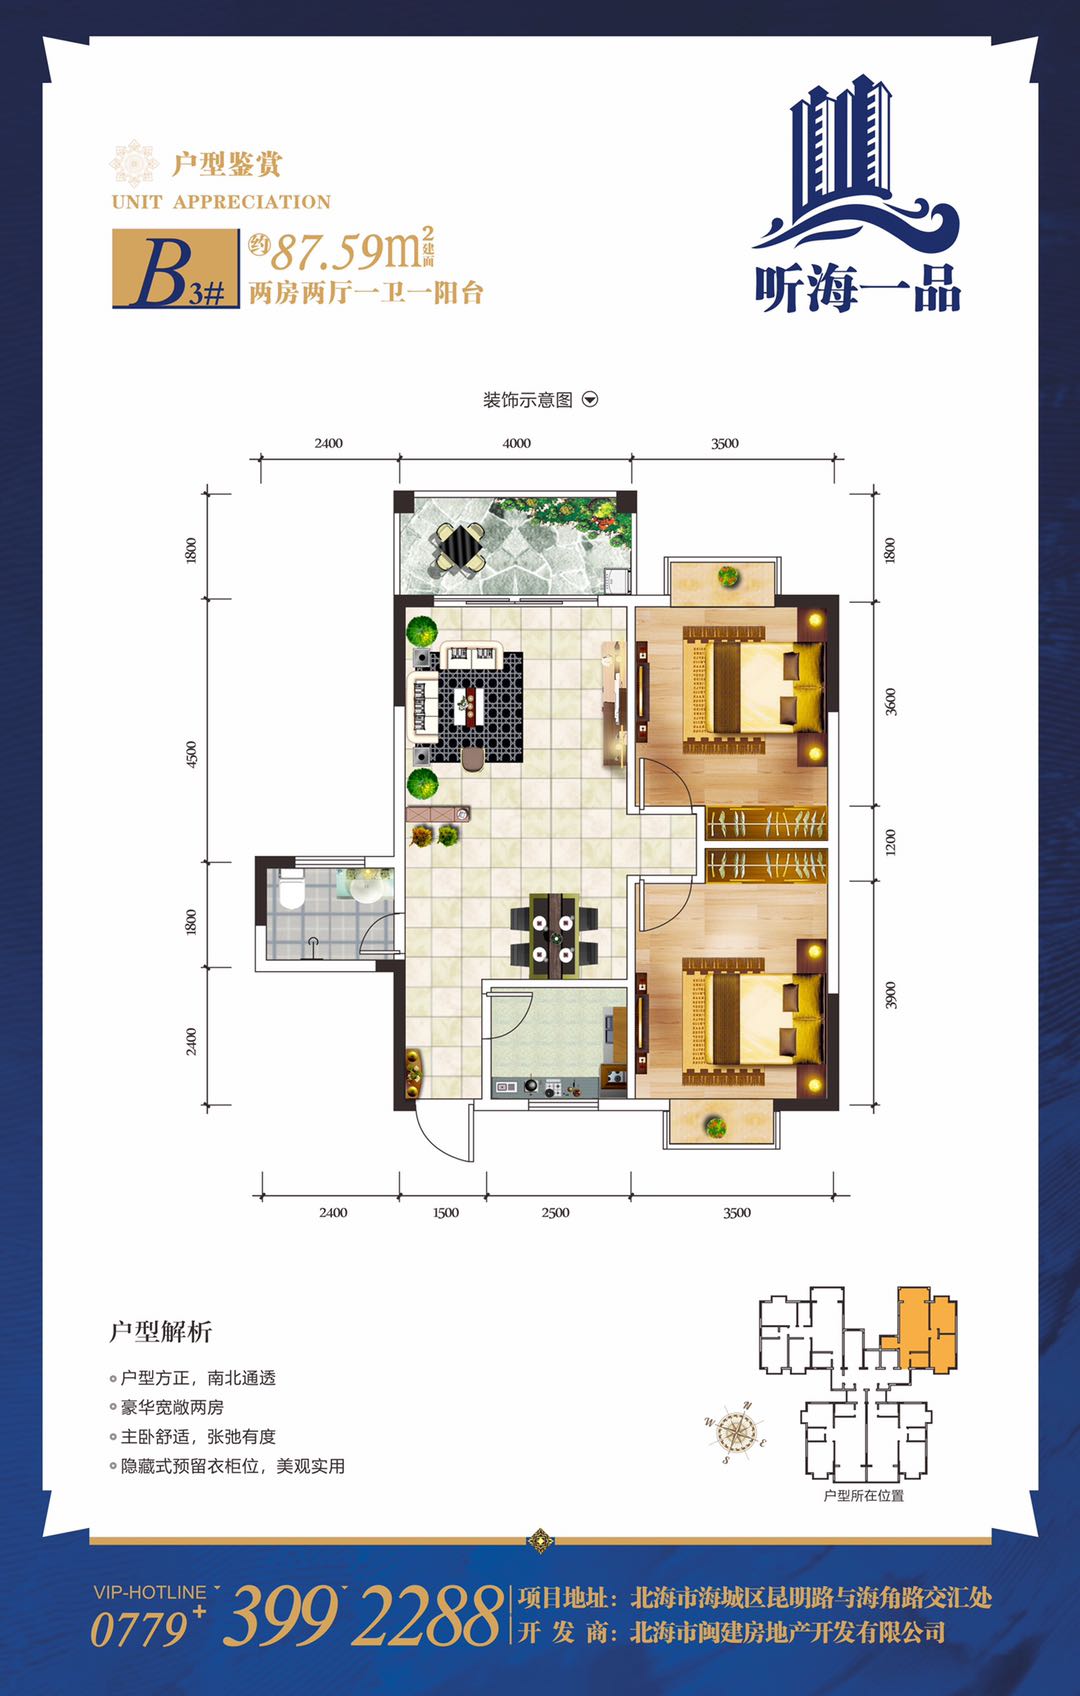 户型鉴赏
UNIT APPRECIATION
B3#
约87.59m²建面
两房两厅一卫一阳台
听海一品
装饰示意图
2400 4000 3500
1800
4500
1800
2400
1800
3600
1200
3900
2400 1500 2500 3500
户型解析
户型方正，南北通透
豪华宽敞两房
主卧舒适，张弛有度
隐藏式预留衣柜位，美观实用
N
W
E
S
户型所在位置
VIP-HOTLINE
0779+ 399 2288
项目地址：北海市海城区昆明路与海角路交汇处
开发商：北海市闽建房地产开发有限公司